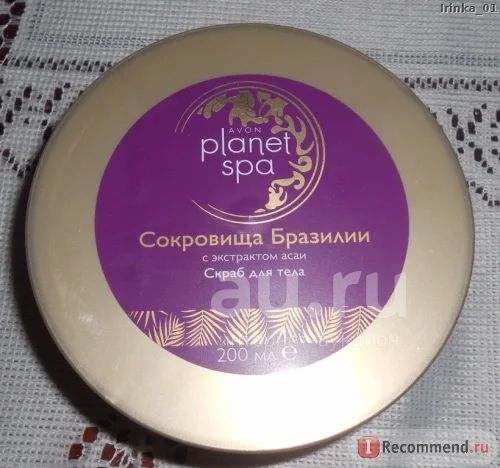 Irinka_01
AVON
planet
spa
Сокровища Бразилии
с экстрактом асаи
Скраб для тела
au.ru
200 мл e
I Recommend.ru